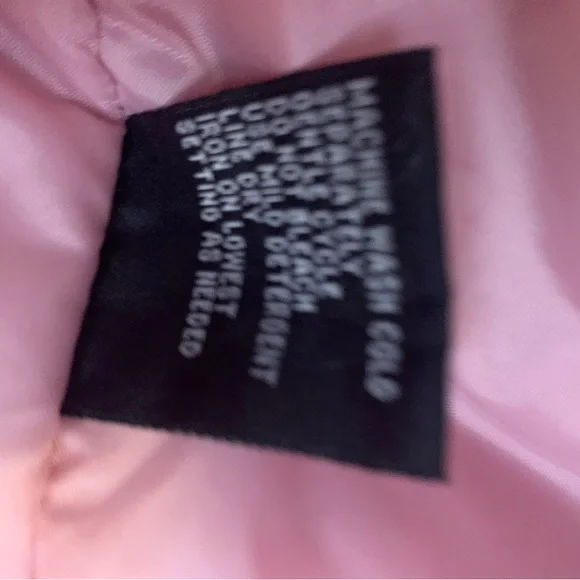 MACHINE WASH COLD
SEPARATELY
GENTLE CYCLE
DO NOT BLEACH
USE MILD DETERGENT
LINE DRY
IRON ON LOWEST
SETTING AS NEEDED